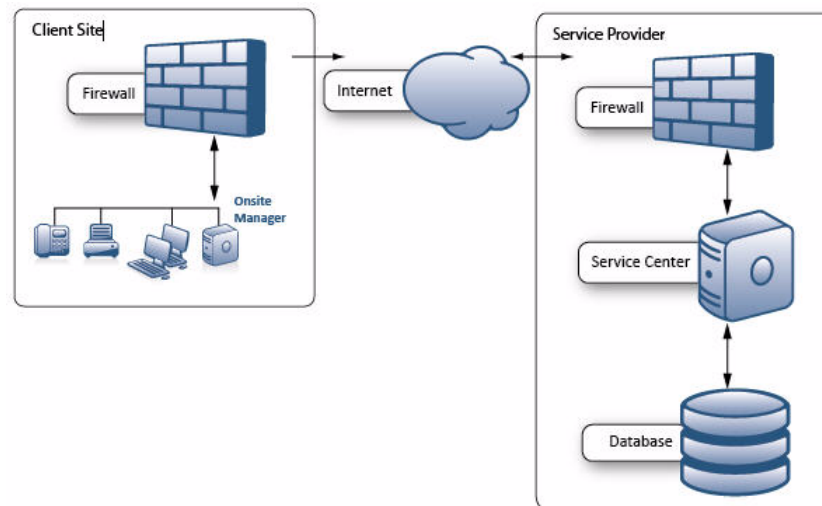 Client Site
Firewall
Onsite
Manager
Internet
Service Provider
Firewall
Service Center
Database